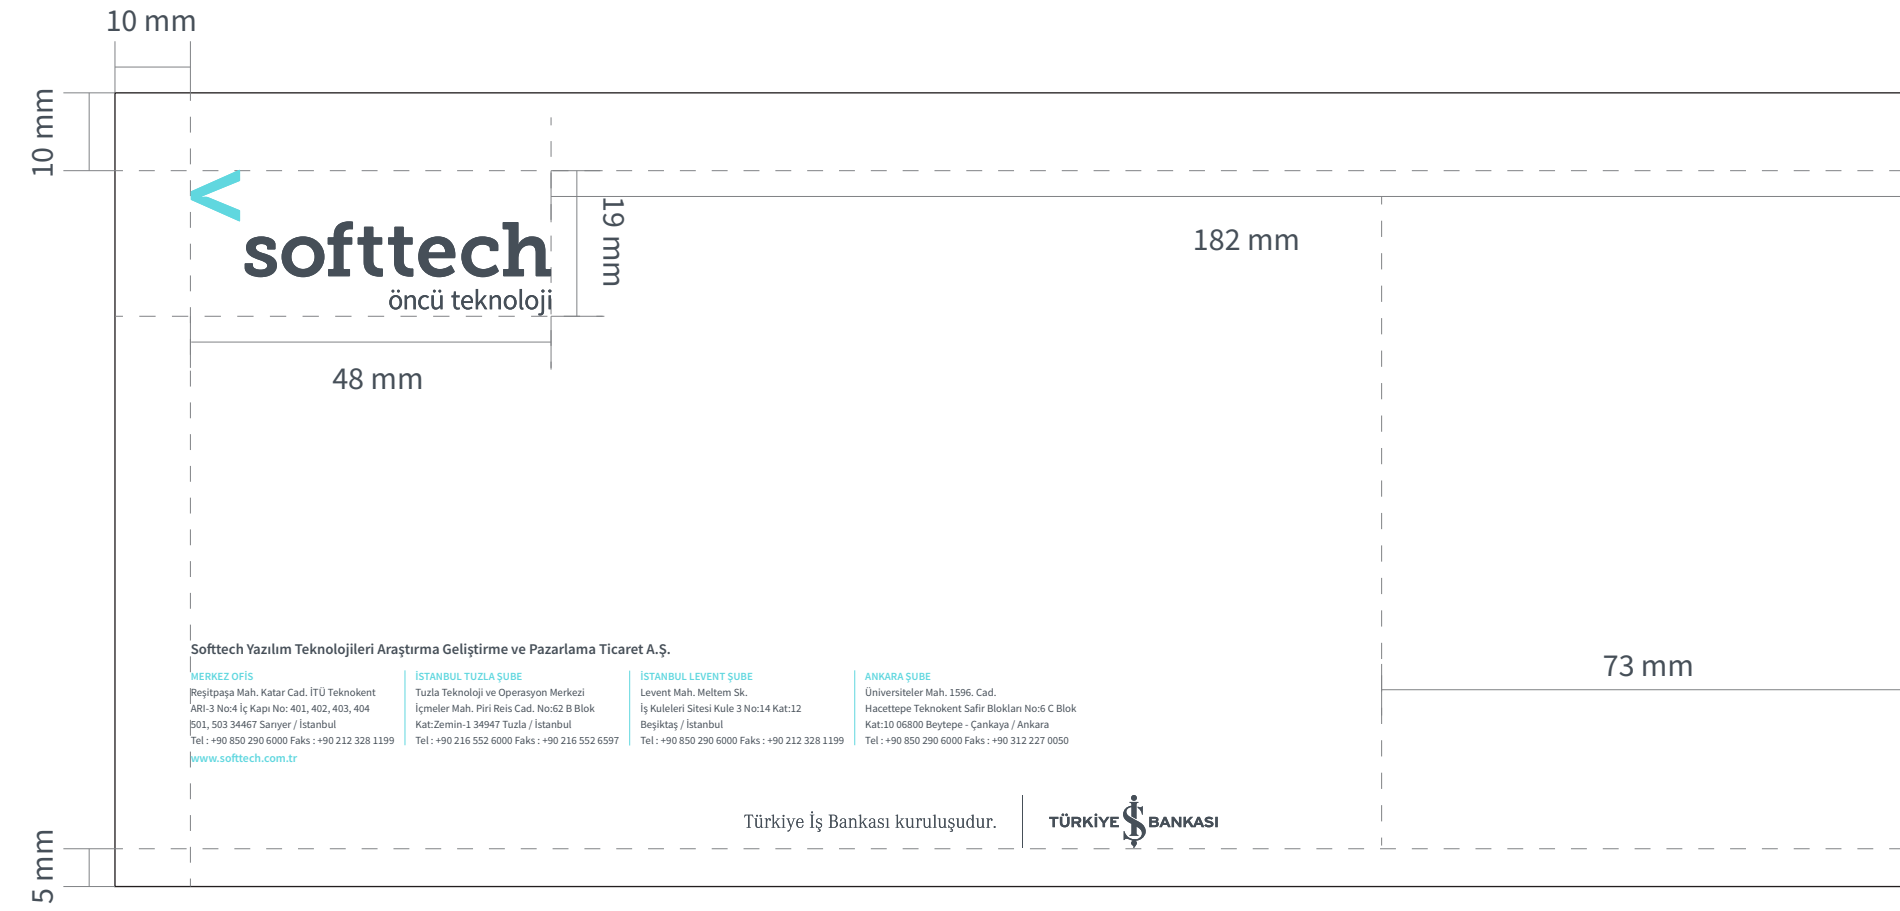 10 mm
10 mm
<
softtech
öncü teknoloji
19 mm
182 mm
48 mm
73 mm
Softtech Yazılım Teknolojileri Araştırma Geliştirme ve Pazarlama Ticaret A.Ş.
MERKEZ OFİS
Reşitpaşa Mah. Katar Cad. İTÜ Teknokent
ARI-3 No:4 İç Kapı No: 401, 402, 403, 404
501, 503 34467 Sarıyer / İstanbul
Tel : +90 850 290 6000 Faks : +90 212 328 1199
www.softtech.com.tr
İSTANBUL TUZLA ŞUBE
Tuzla Teknoloji ve Operasyon Merkezi
İçmeler Mah. Piri Reis Cad. No:62 B Blok
Kat:Zemin-1 34947 Tuzla / İstanbul
Tel : +90 216 552 6000 Faks : +90 216 552 6597
İSTANBUL LEVENT ŞUBE
Levent Mah. Meltem Sk.
İş Kuleleri Sitesi Kule 3 No:14 Kat:12
Beşiktaş / İstanbul
Tel : +90 850 290 6000 Faks : +90 212 328 1199
ANKARA ŞUBE
Üniversiteler Mah. 1596. Cad.
Hacettepe Teknokent Safir Blokları No:6 C Blok
Kat:10 06800 Beytepe - Çankaya / Ankara
Tel : +90 850 290 6000 Faks : +90 312 227 0050
Türkiye İş Bankası kuruluşudur.
TÜRKİYE İŞ BANKASI
5 mm